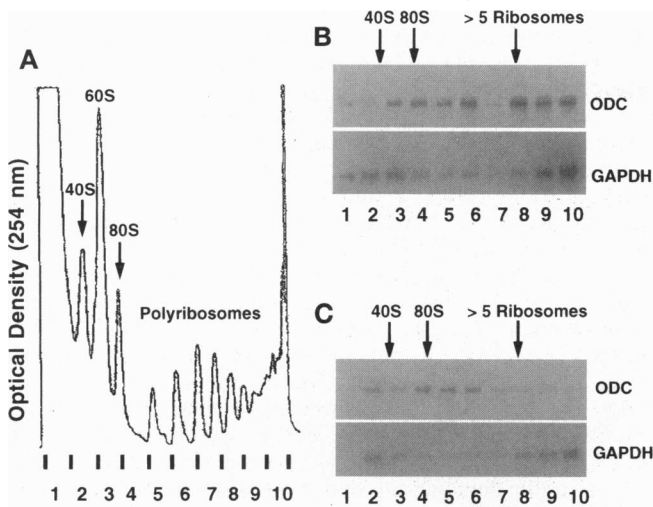 A
60S
40S
80S
Polyribosomes
Optical Density (254 nm)
1 2 3 4 5 6 7 8 9 10
B
40S 80S > 5 Ribosomes
ODC
GAPDH
1 2 3 4 5 6 7 8 9 10
C
40S 80S > 5 Ribosomes
ODC
GAPDH
1 2 3 4 5 6 7 8 9 10